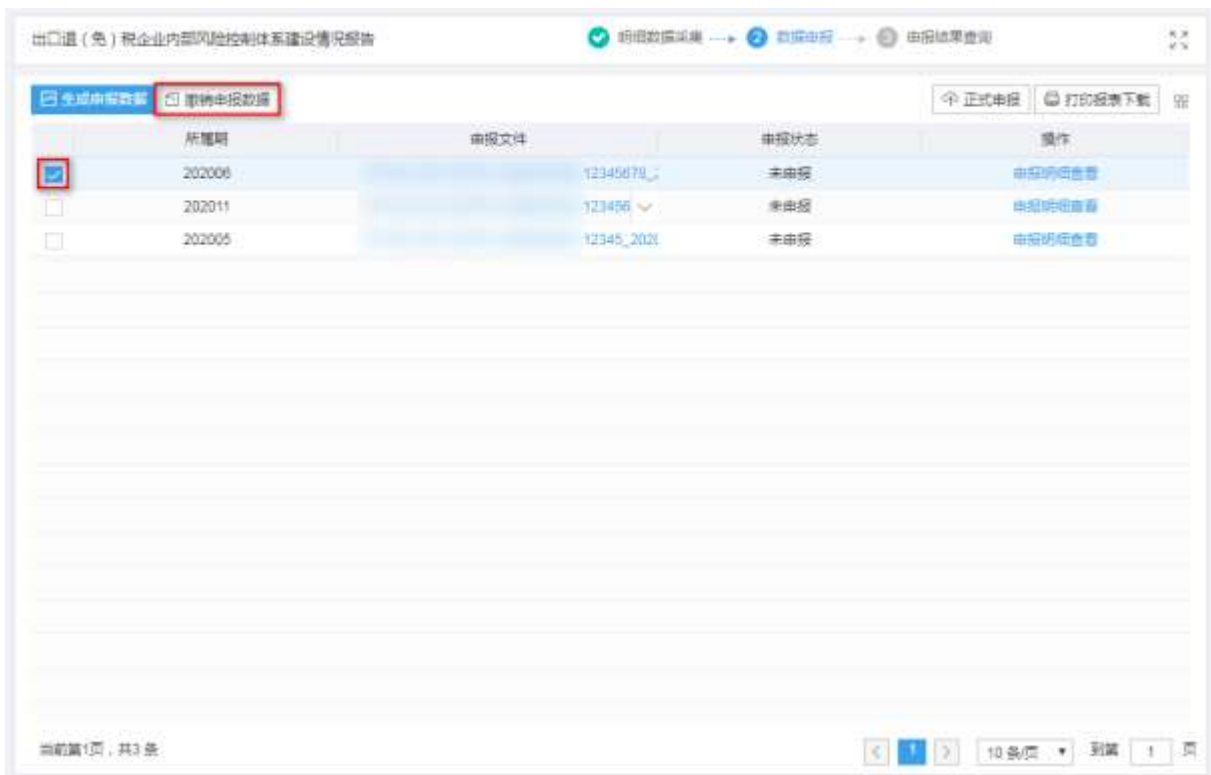 出口退(免)税企业内部风险控制体系建设情况报告 明细数据采集 2 数据申报 3 申报结果查询
生成申报数据 撤销申报数据 正式申报 打印报表下载
所属期 申报文件 申报状态 操作
202006 12345678_ 未申报 申报明细查看
202011 123456 未申报 申报明细查看
202005 12345_202 未申报 申报明细查看
当前第1页,共3条 1 10 条/页 到第 1 页